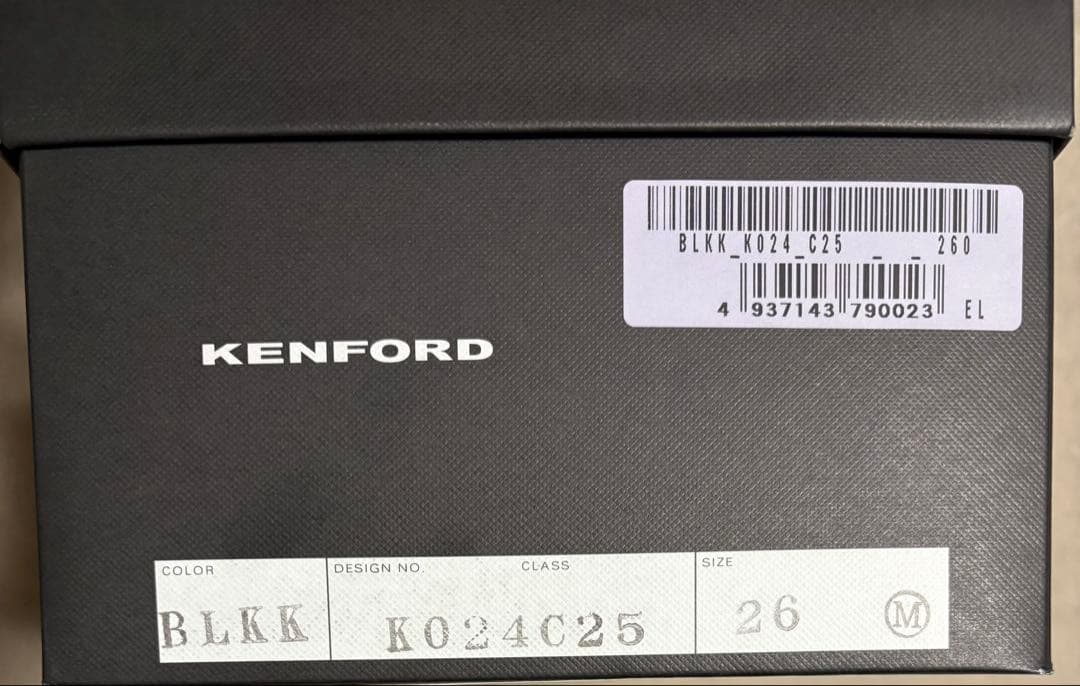 BLKK_K024_C25 _ _ 260
4 937143 790023 EL
KENFORD
COLOR DESIGN NO. CLASS SIZE
BLKK K024C25 26 M